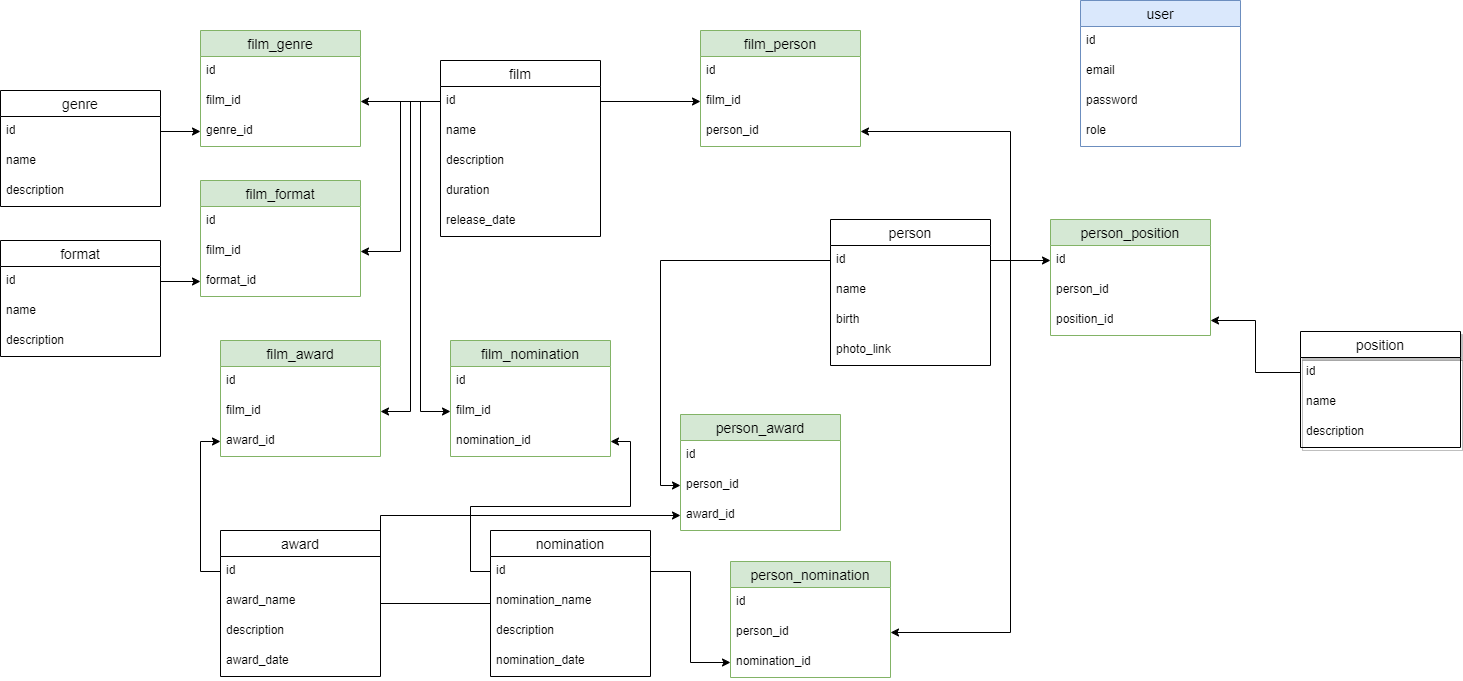 user
id
email
password
role
film_genre
id
film_id
genre_id
film_person
id
film_id
person_id
film
id
name
description
duration
release_date
genre
id
name
description
film_format
id
film_id
format_id
format
id
name
description
person
id
name
birth
photo_link
person_position
id
person_id
position_id
position
id
name
description
film_award
id
film_id
award_id
film_nomination
id
film_id
nomination_id
person_award
id
person_id
award_id
award
id
award_name
description
award_date
nomination
id
nomination_name
description
nomination_date
person_nomination
id
person_id
nomination_id